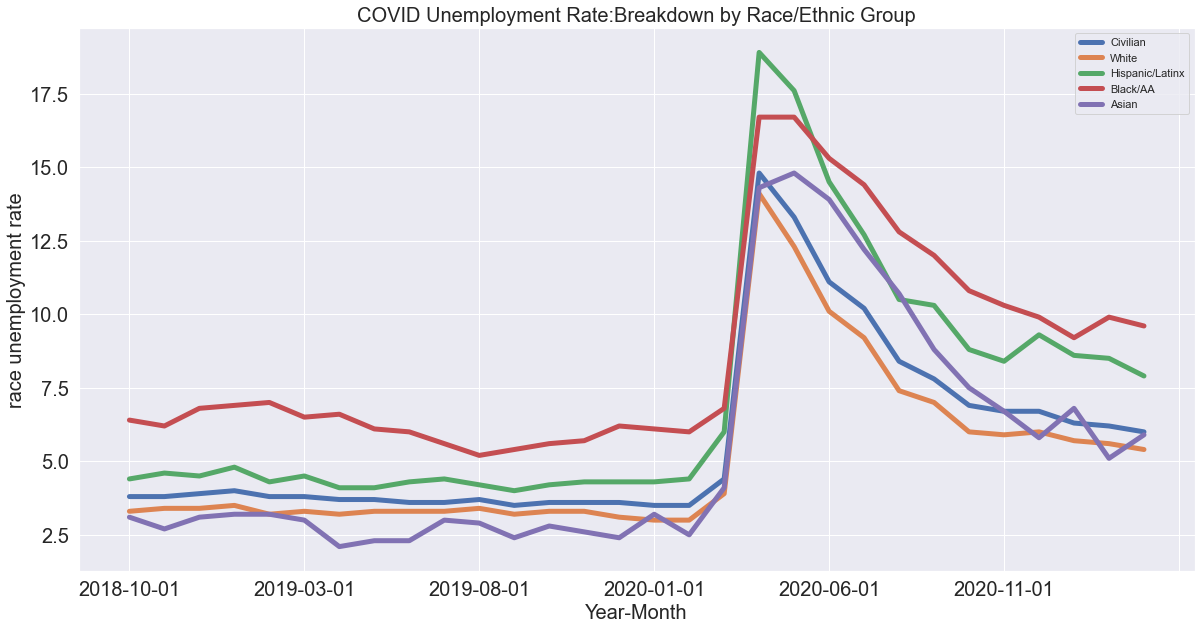 COVID Unemployment Rate:Breakdown by Race/Ethnic Group
Civilian
White
Hispanic/Latinx
Black/AA
Asian
race unemployment rate
17.5
15.0
12.5
10.0
7.5
5.0
2.5
2018-10-01 2019-03-01 2019-08-01 2020-01-01 2020-06-01 2020-11-01
Year-Month